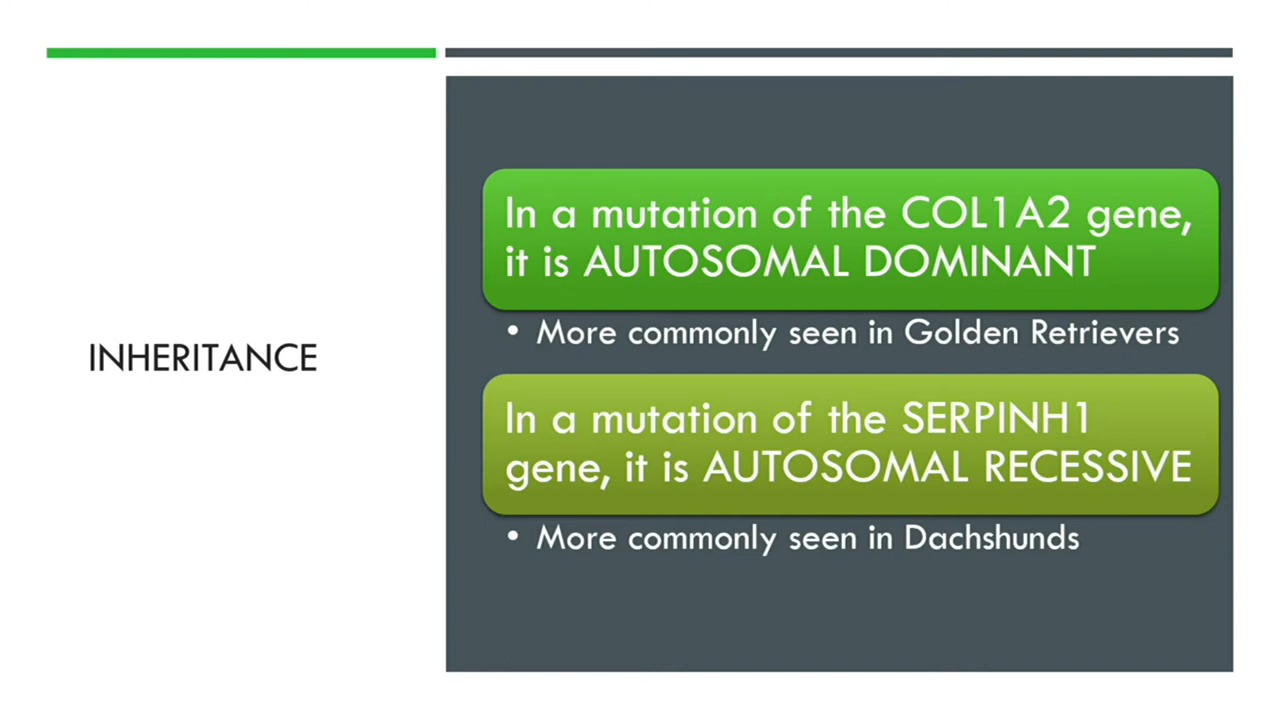 INHERITANCE
In a mutation of the COL1A2 gene,
it is AUTOSOMAL DOMINANT
• More commonly seen in Golden Retrievers
In a mutation of the SERPINH1
gene, it is AUTOSOMAL RECESSIVE
• More commonly seen in Dachshunds